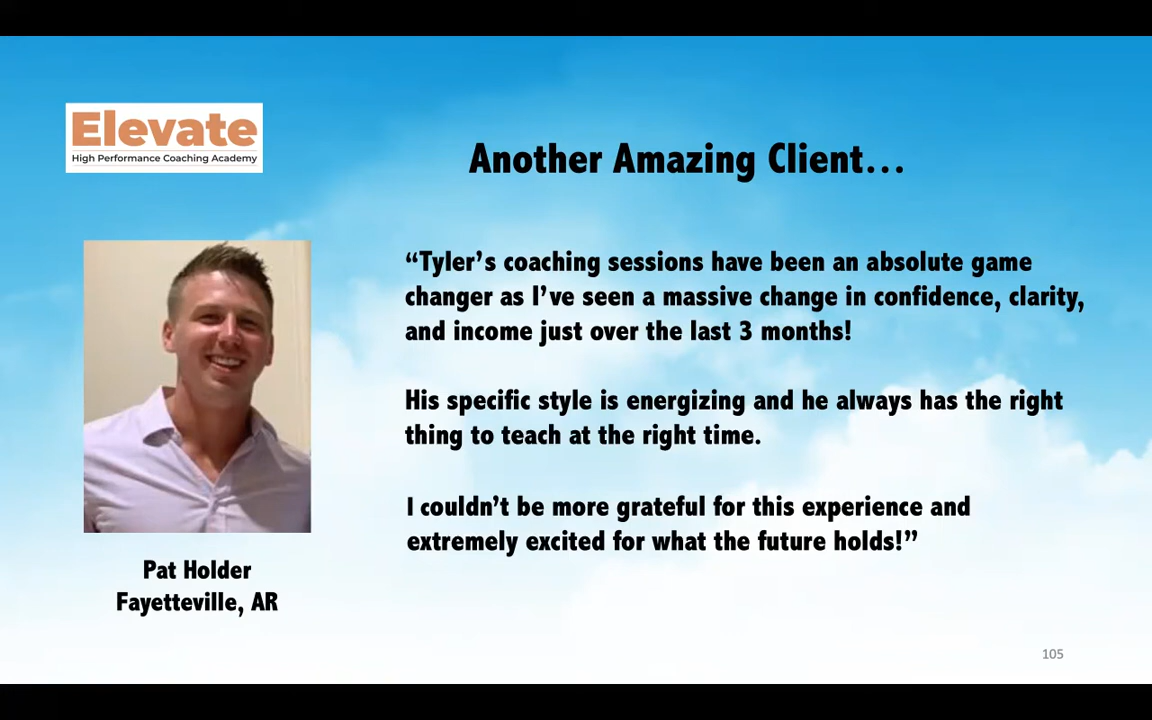 Elevate
High Performance Coaching Academy
Another Amazing Client...
“Tyler’s coaching sessions have been an absolute game
changer as I’ve seen a massive change in confidence, clarity,
and income just over the last 3 months!
His specific style is energizing and he always has the right
thing to teach at the right time.
I couldn’t be more grateful for this experience and
extremely excited for what the future holds!”
Pat Holder
Fayetteville, AR
105